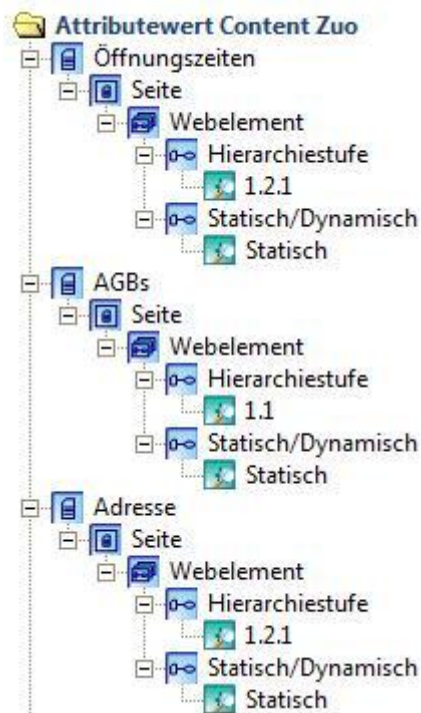 Attributewert Content Zuo
Öffnungszeiten
Seite
Webelement
Hierarchiestufe
1.2.1
Statisch/Dynamisch
Statisch
AGBs
Seite
Webelement
Hierarchiestufe
1.1
Statisch/Dynamisch
Statisch
Adresse
Seite
Webelement
Hierarchiestufe
1.2.1
Statisch/Dynamisch
Statisch